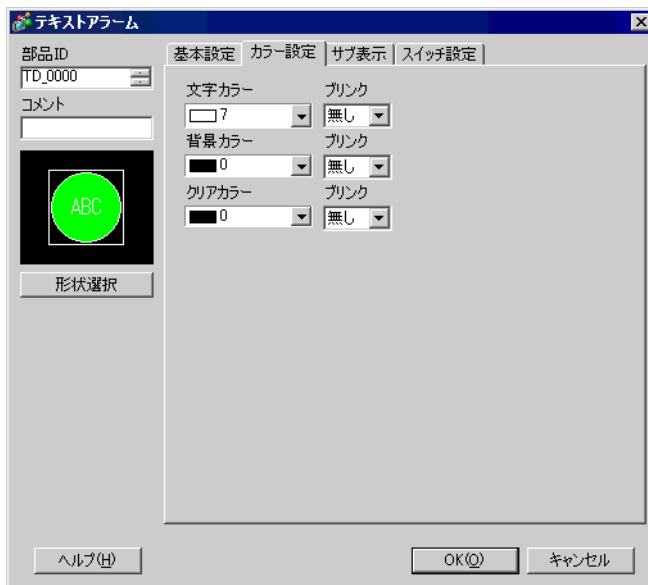 テキストアラーム
部品ID
TD_0000
コメント
ABC
形状選択
基本設定 カラー設定 サブ表示 スイッチ設定
文字カラー ブリンク
7 無し
背景カラー ブリンク
0 無し
クリアカラー ブリンク
0 無し
ヘルプ(H) OK(O) キャンセル